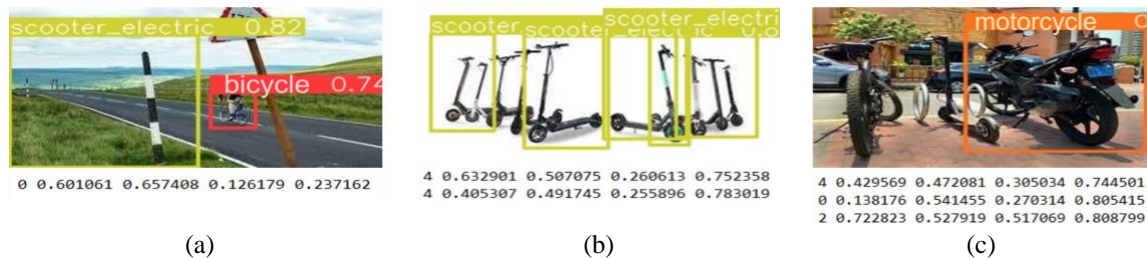 scooter_electric 0.82
bicycle 0.74
0 0.601061 0.657408 0.126179 0.237162
(a)
scooter_electri
scooter_electric 0.8
4 0.632901 0.507075 0.260613 0.752358
4 0.405307 0.491745 0.255896 0.783019
(b)
motorcycle
4 0.429569 0.472081 0.305034 0.744501
0 0.138176 0.541455 0.270314 0.805415
2 0.722823 0.527919 0.517069 0.808799
(c)